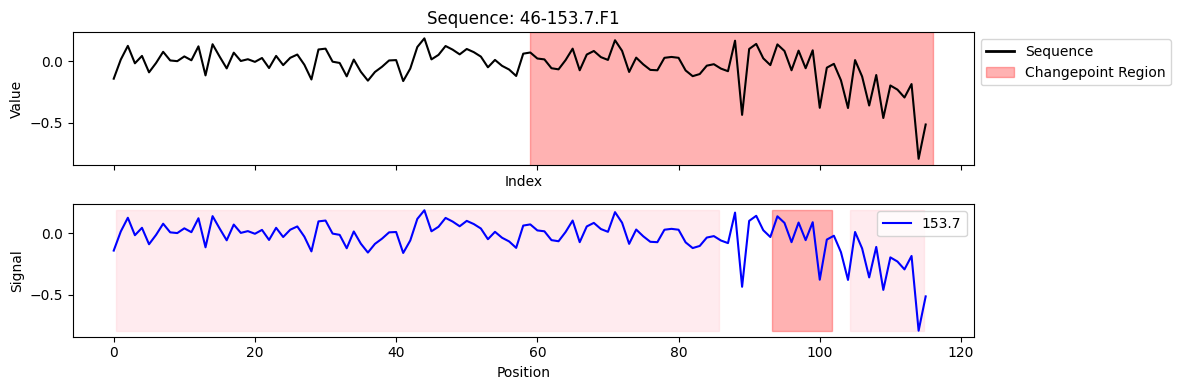 Sequence: 46-153.7.F1
Value
0.0
−0.5
Index
Sequence
Changepoint Region
Signal
0.0
−0.5
153.7
0 20 40 60 80 100 120
Position